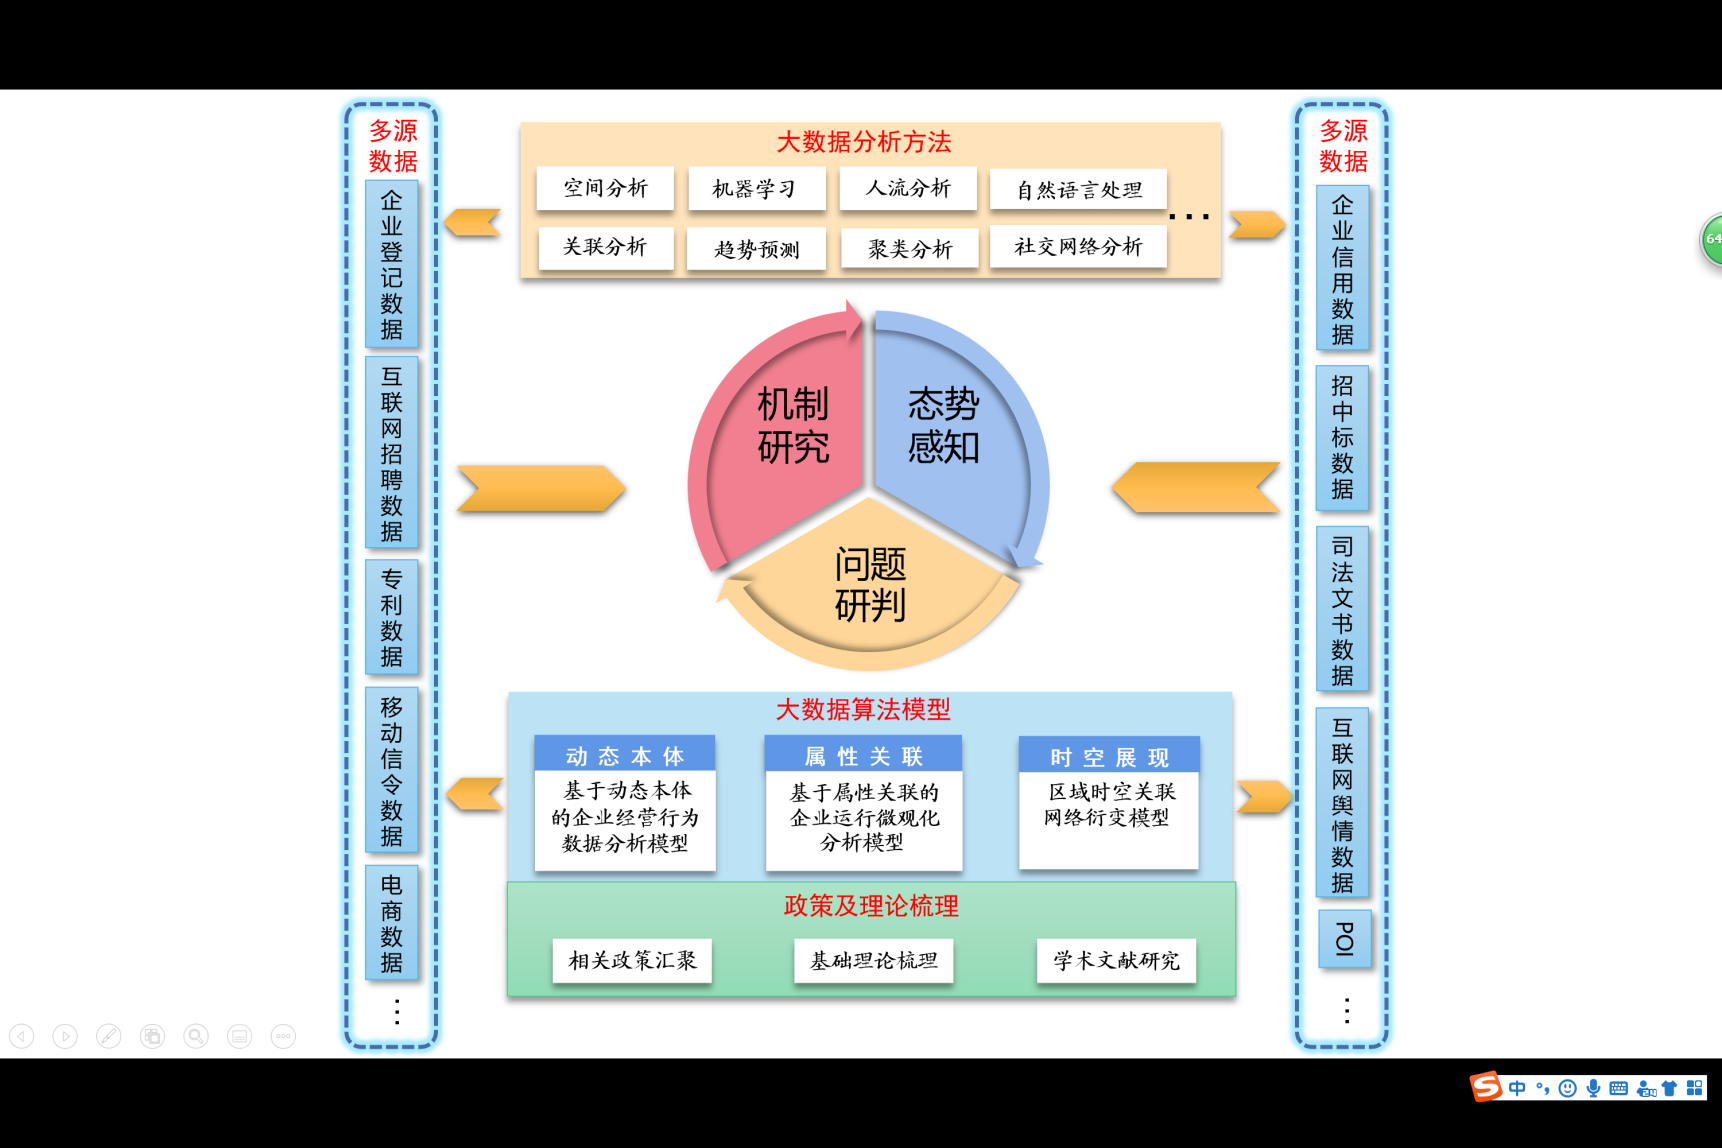 多源
数据
企业登记数据
互联网招聘数据
专利数据
移动信令数据
电商数据
...
大数据分析方法
空间分析
机器学习
人流分析
自然语言处理
关联分析
趋势预测
聚类分析
社交网络分析
...
机制
研究
态势
感知
问题
研判
大数据算法模型
动态本体
基于动态本体
的企业经营行为
数据分析模型
属性关联
基于属性关联的
企业运行微观化
分析模型
时空展现
区域时空关联
网络衍变模型
政策及理论梳理
相关政策汇聚
基础理论梳理
学术文献研究
多源
数据
企业信用数据
招中标数据
司法文书数据
互联网舆情数据
POI
...
64
中